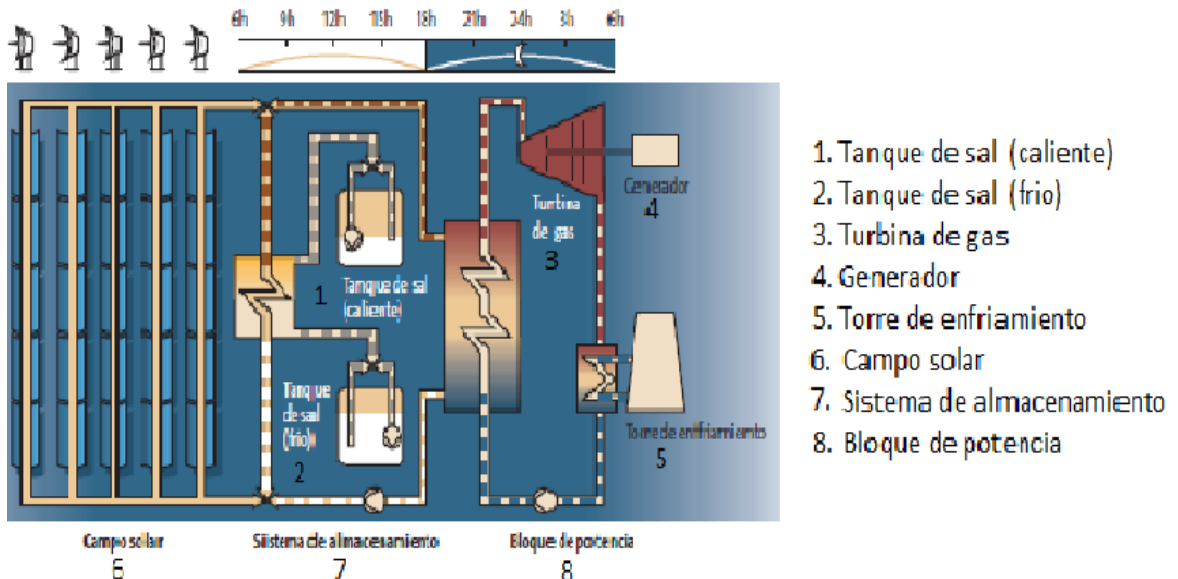 6h 9h 12h 15h 18h 21h 24h 3h 6h
Generador
4
Turbina
de gas
3
1
Tanque de sal
(caliente)
Tanque
de sal
(frio)
2
Torre de enfriamiento
5
Campo solar
6
Sistema de almacenamiento
7
Bloque de potencia
8
1. Tanque de sal (caliente)
2. Tanque de sal (frio)
3. Turbina de gas
4. Generador
5. Torre de enfriamiento
6. Campo solar
7. Sistema de almacenamiento
8. Bloque de potencia